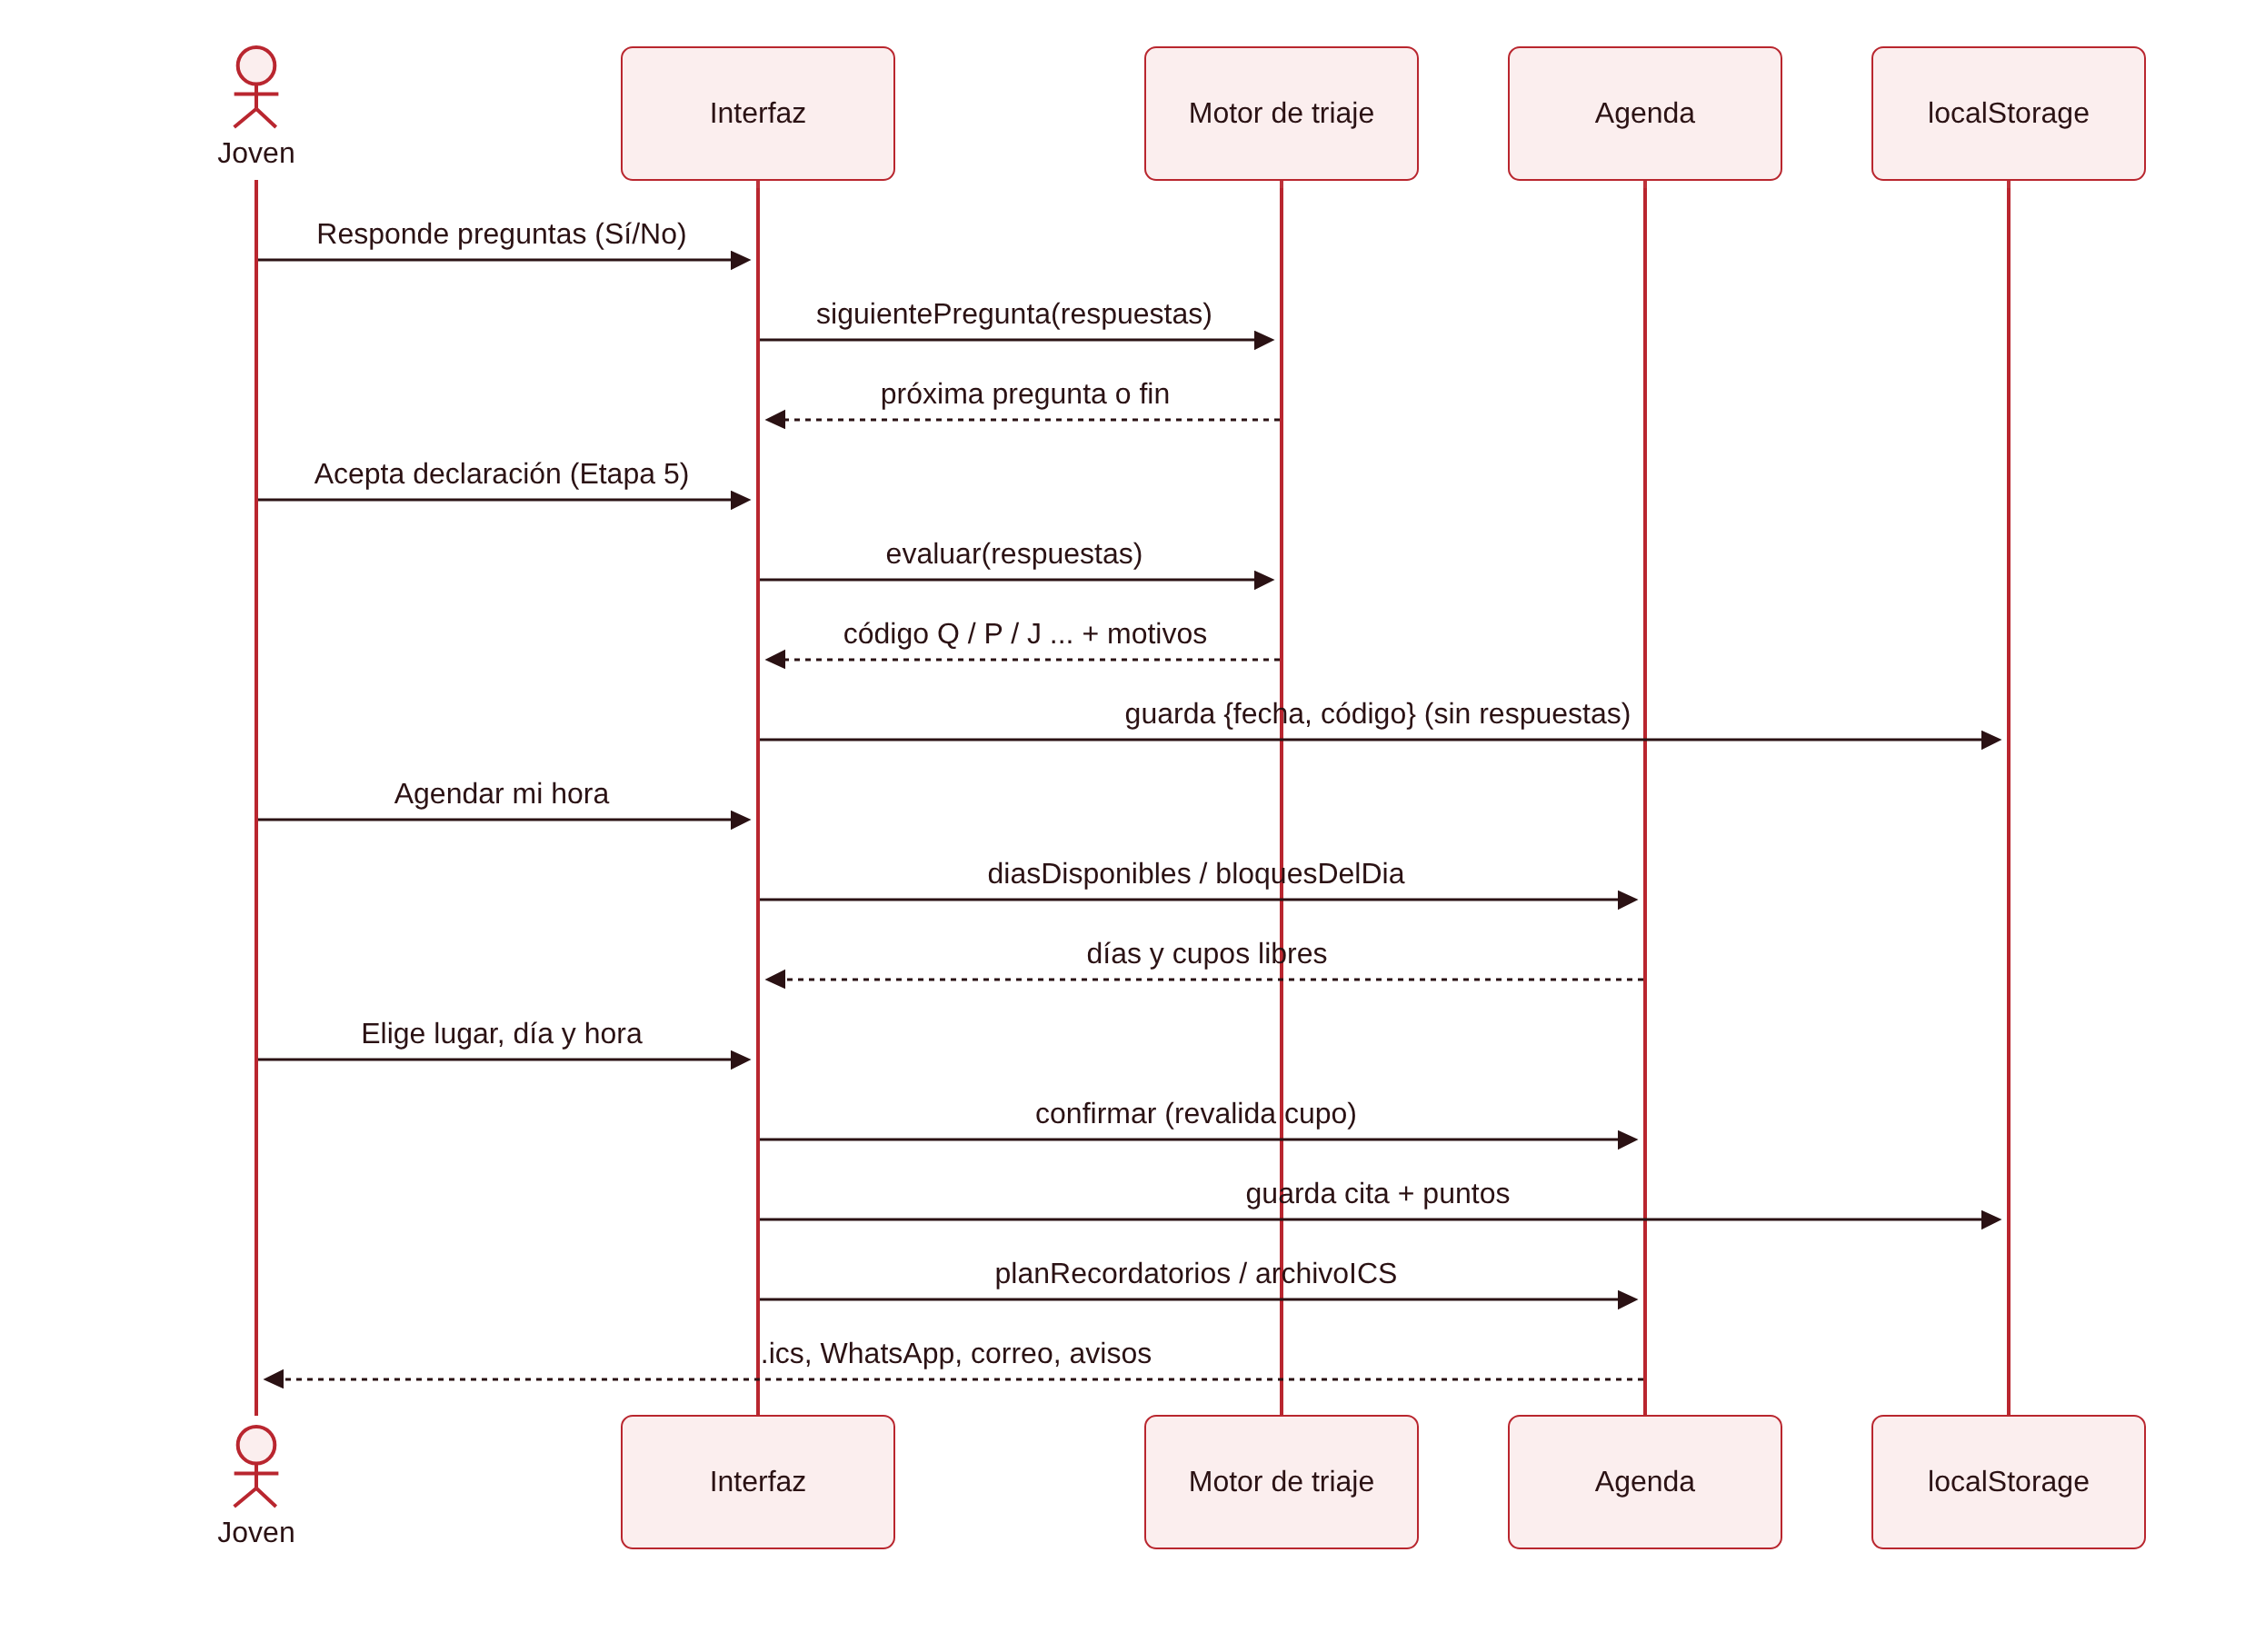 Joven
Interfaz
Motor de triaje
Agenda
localStorage
Responde preguntas (Sí/No)
siguientePregunta(respuestas)
próxima pregunta o fin
Acepta declaración (Etapa 5)
evaluar(respuestas)
código Q / P / J ... + motivos
guarda {fecha, código} (sin respuestas)
Agendar mi hora
diasDisponibles / bloquesDelDia
días y cupos libres
Elige lugar, día y hora
confirmar (revalida cupo)
guarda cita + puntos
planRecordatorios / archivoICS
.ics, WhatsApp, correo, avisos
Joven
Interfaz
Motor de triaje
Agenda
localStorage